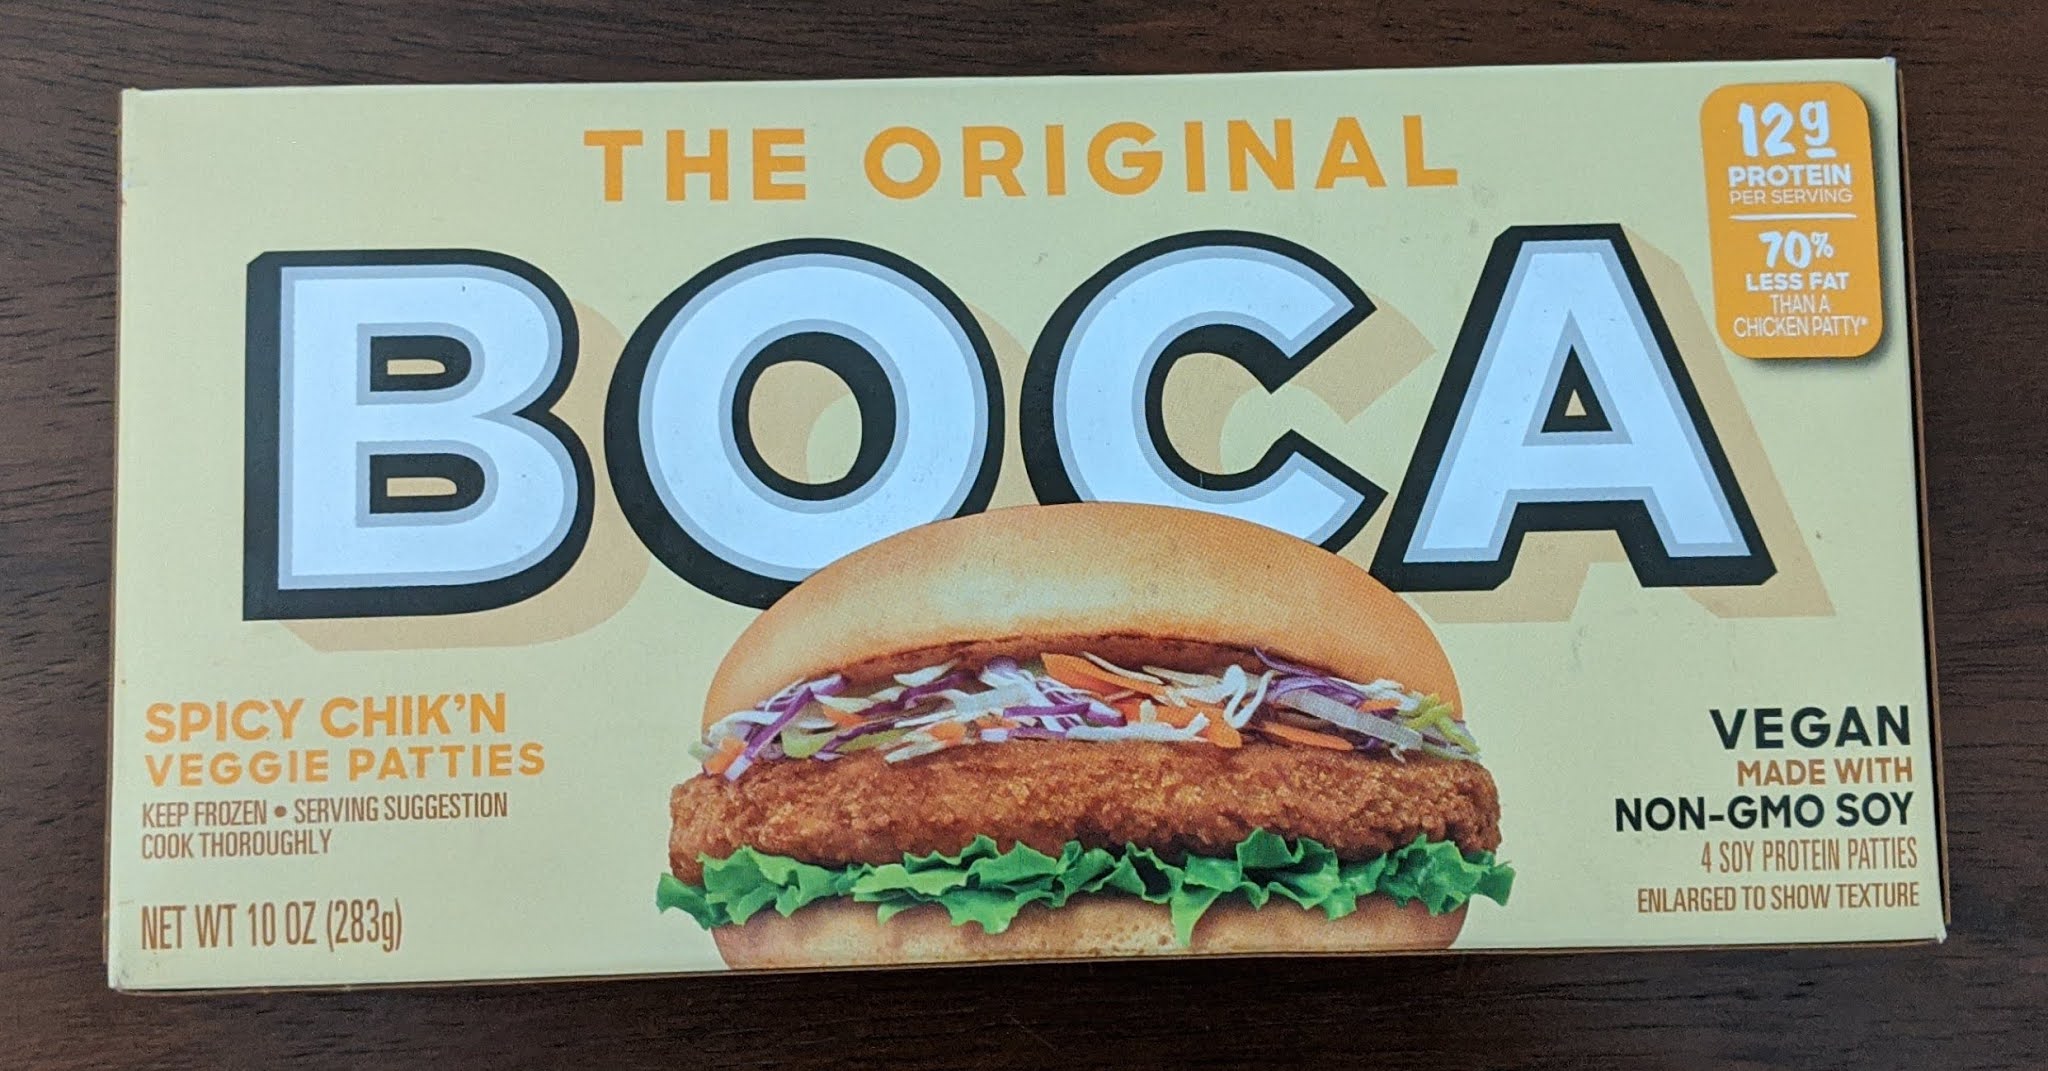 THE ORIGINAL
BOCA
12g
PROTEIN
PER SERVING
70%
LESS FAT
THAN A
CHICKEN PATTY*
SPICY CHIK'N
VEGGIE PATTIES
KEEP FROZEN • SERVING SUGGESTION
COOK THOROUGHLY
NET WT 10 OZ (283g)
VEGAN
MADE WITH
NON-GMO SOY
4 SOY PROTEIN PATTIES
ENLARGED TO SHOW TEXTURE